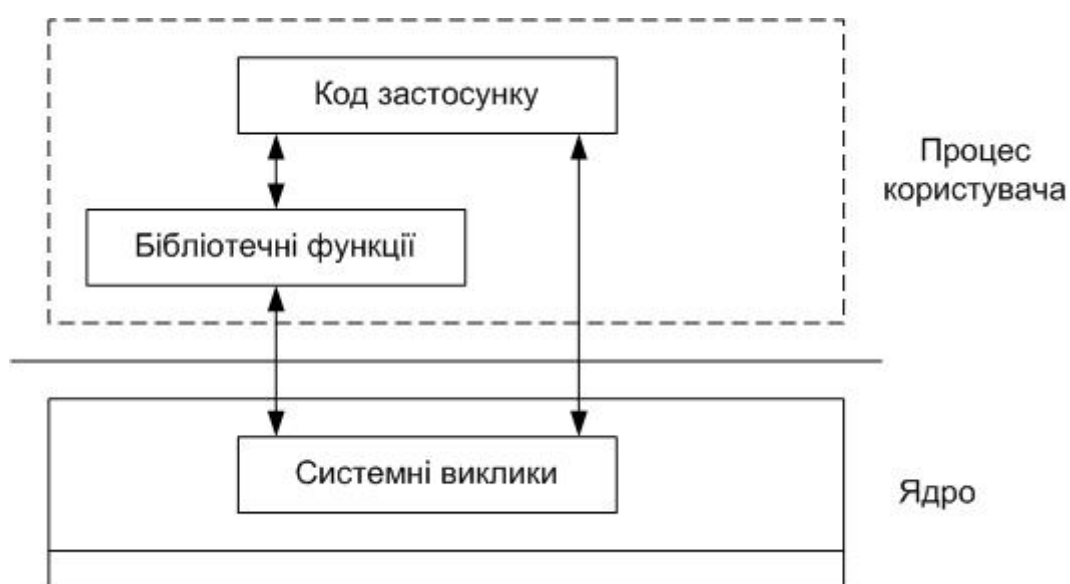 Код застосунку
Процес
користувача
Бібліотечні функції
Системні виклики
Ядро